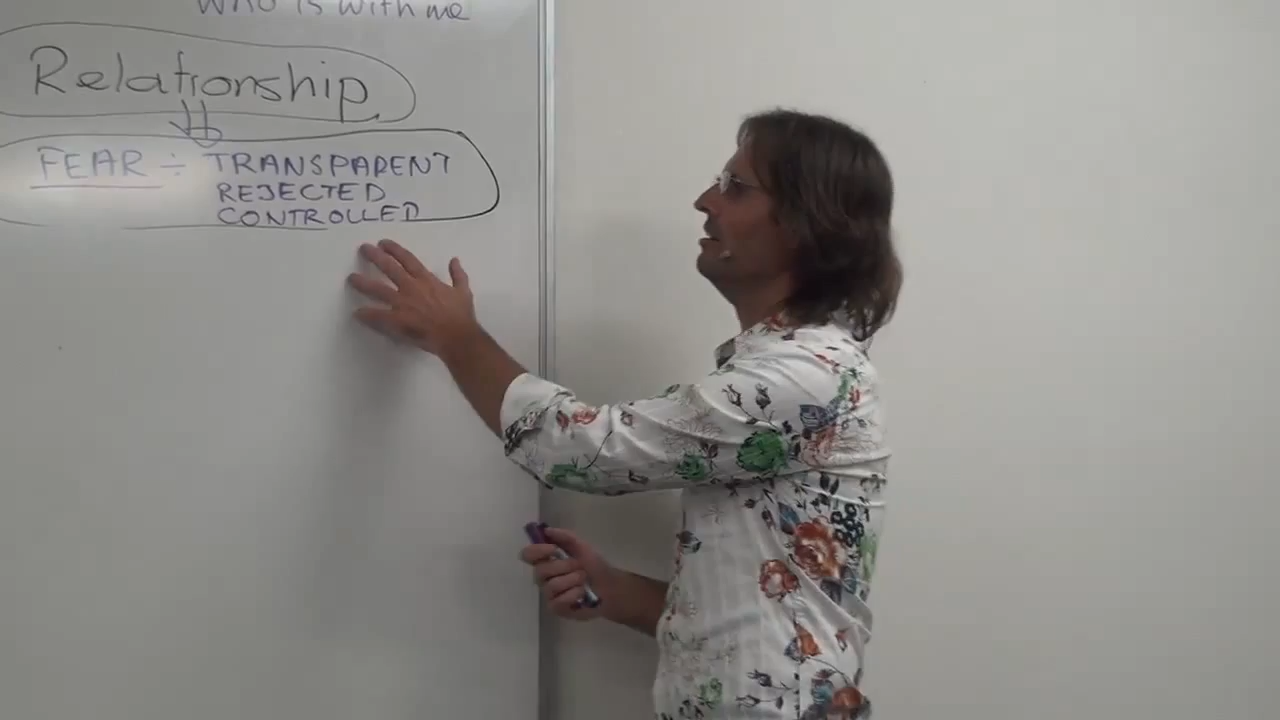 Who is with me
Relationship
FEAR ÷ TRANSPARENT
REJECTED
CONTROLLED